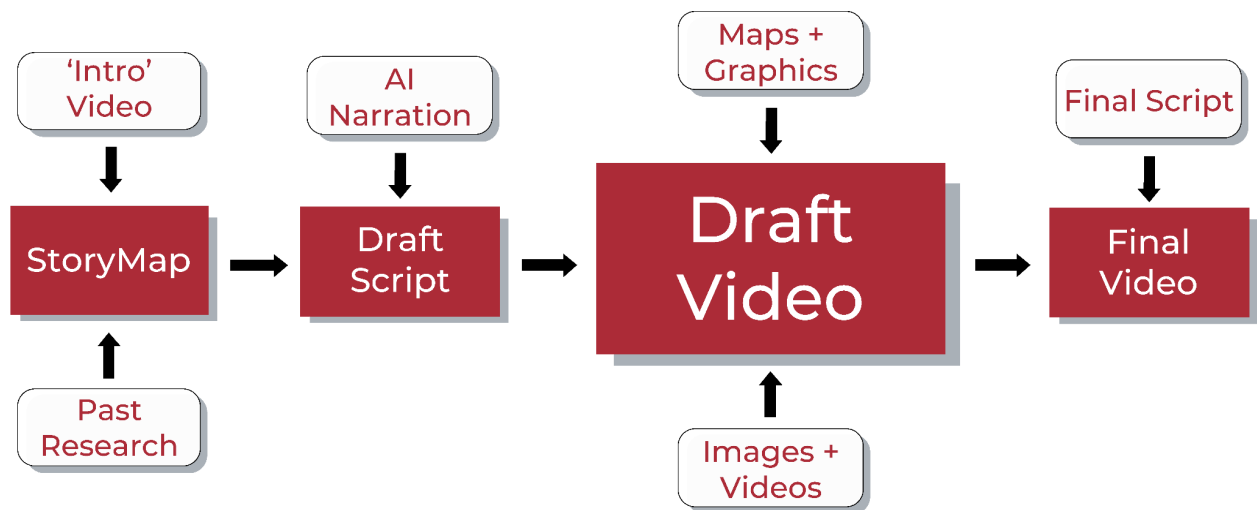 ‘Intro’
Video
AI
Narration
Maps +
Graphics
Final Script
StoryMap
Draft
Script
Draft
Video
Final
Video
Past
Research
Images +
Videos